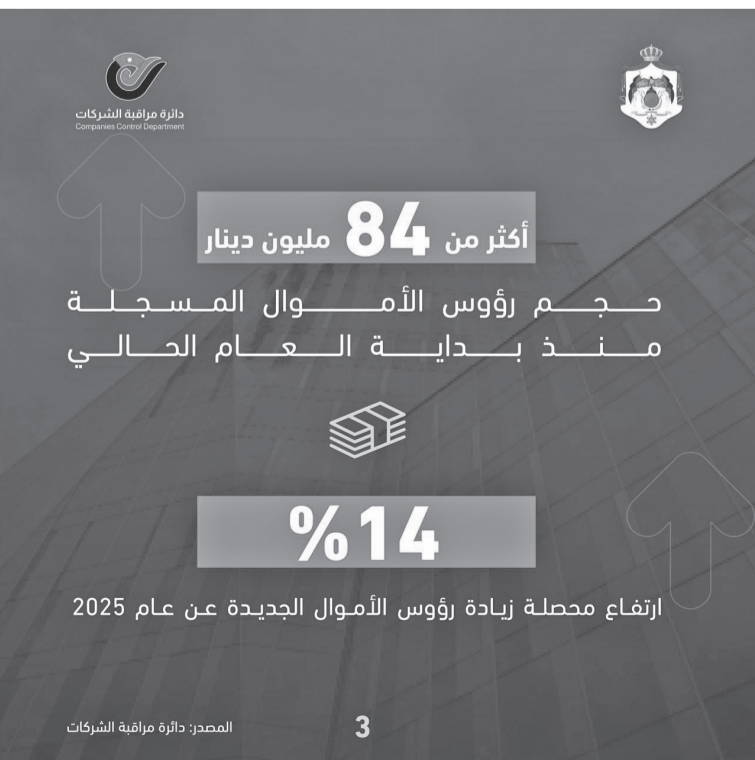 دائرة مراقبة الشركات
Companies Control Department
أكثر من 84 مليون دينار
حجم رؤوس الأموال المسجلة
منذ بداية العام الحالي
%14
ارتفاع محصلة زيادة رؤوس الأموال الجديدة عن عام 2025
المصدر: دائرة مراقبة الشركات
3